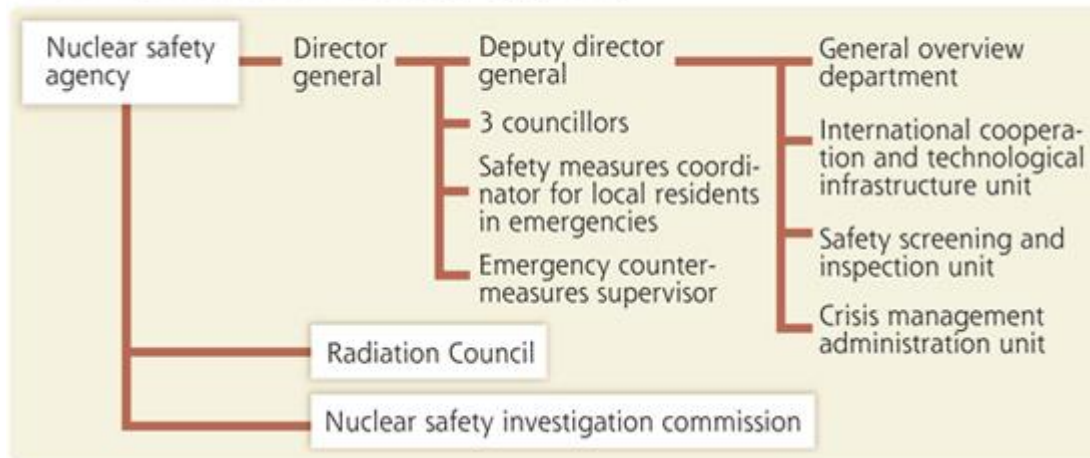 Nuclear safety
agency
Director
general
Deputy director
general
3 councillors
Safety measures coordi-
nator for local residents
in emergencies
Emergency counter-
measures supervisor
General overview
department
International coopera-
tion and technological
infrastructure unit
Safety screening and
inspection unit
Crisis management
administration unit
Radiation Council
Nuclear safety investigation commission